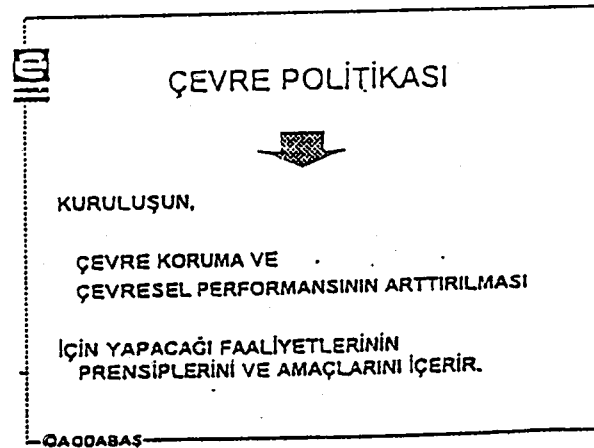 ÇEVRE POLİTİKASI
KURULUŞUN,
ÇEVRE KORUMA VE
ÇEVRESEL PERFORMANSININ ARTTIRILMASI
İÇİN YAPACAĞI FAALİYETLERİNİN
PRENSİPLERİNİ VE AMAÇLARINI İÇERİR.